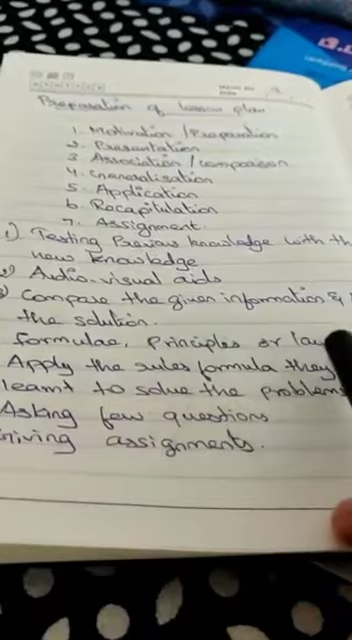 Preparation of lesson plan
1. Motivation / Preparation
2. Presentation
3 Association / comparison
4. Generalisation
5. Application
6. Recapitulation
7. Assignment.
1) Testing Previous knowledge with the
new knowledge
2) Audio-visual aids
3) compare the given information &
the solution.
formulae, Principles or law
Apply the rules formula they
learnt to solve the problems
Asking few questions
Giving assignments.